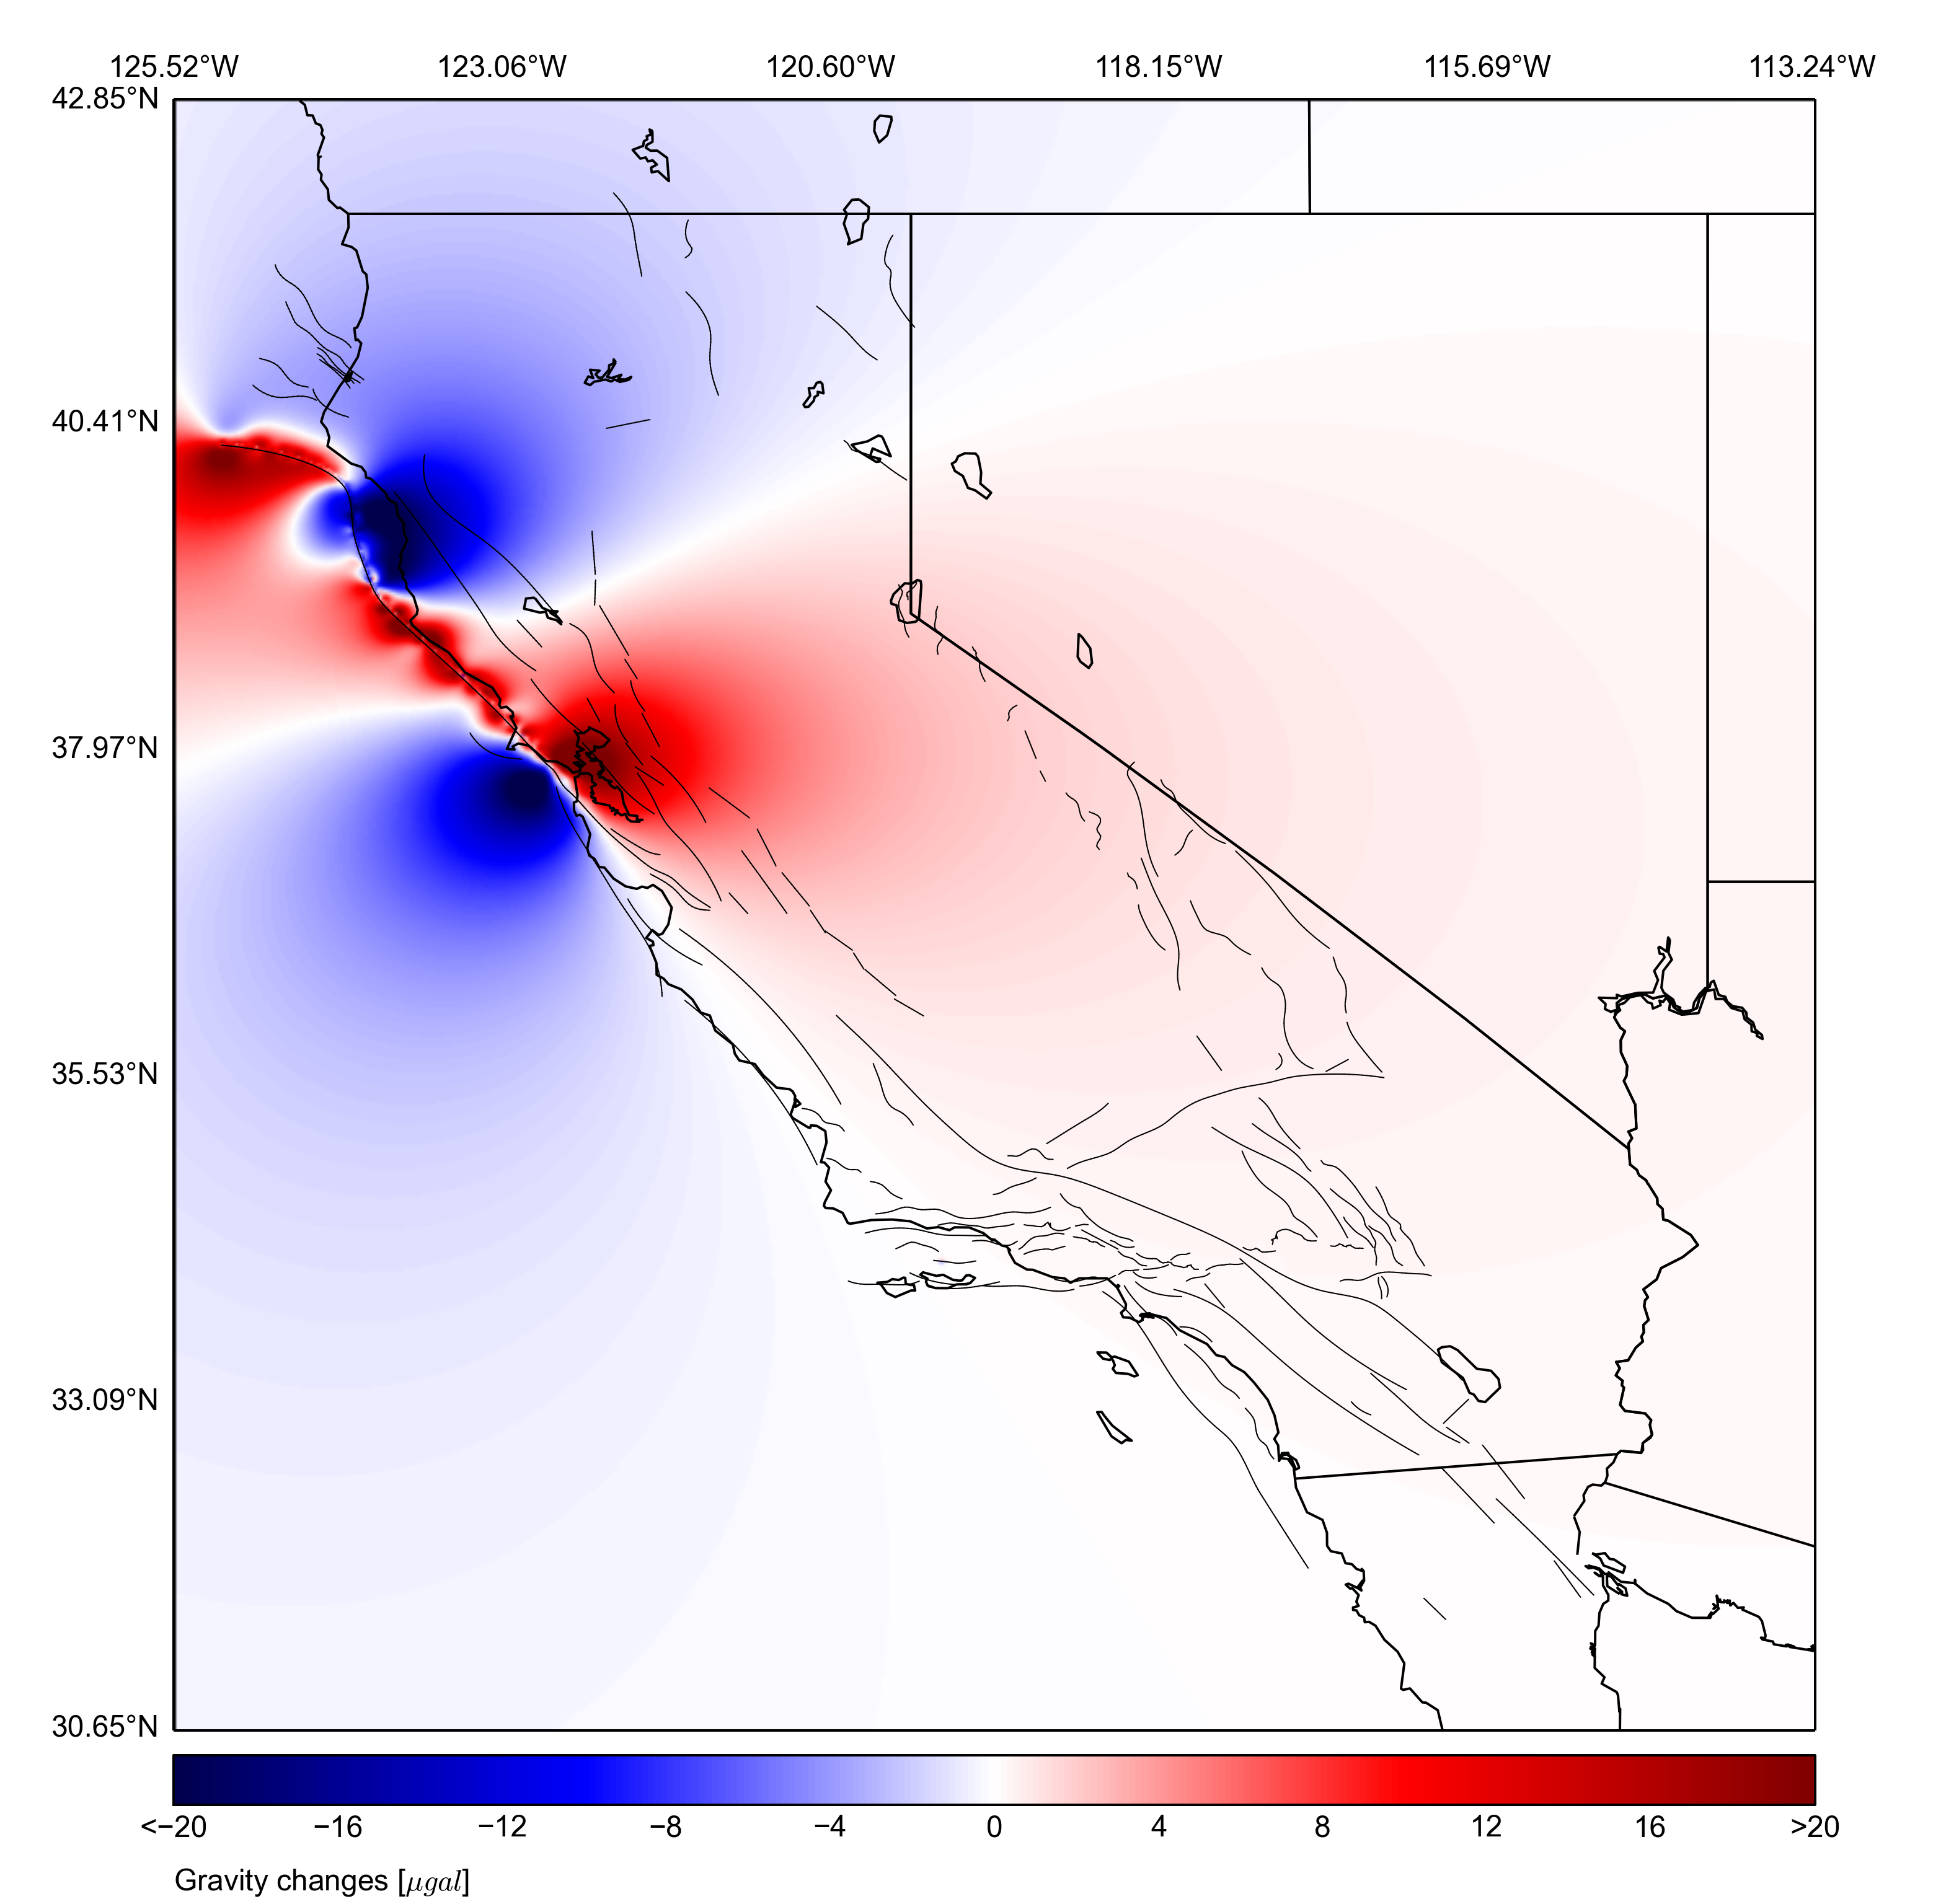 125.52°W 123.06°W 120.60°W 118.15°W 115.69°W 113.24°W
42.85°N
40.41°N
37.97°N
35.53°N
33.09°N
30.65°N
<−20 −16 −12 −8 −4 0 4 8 12 16 >20
Gravity changes [μgal]